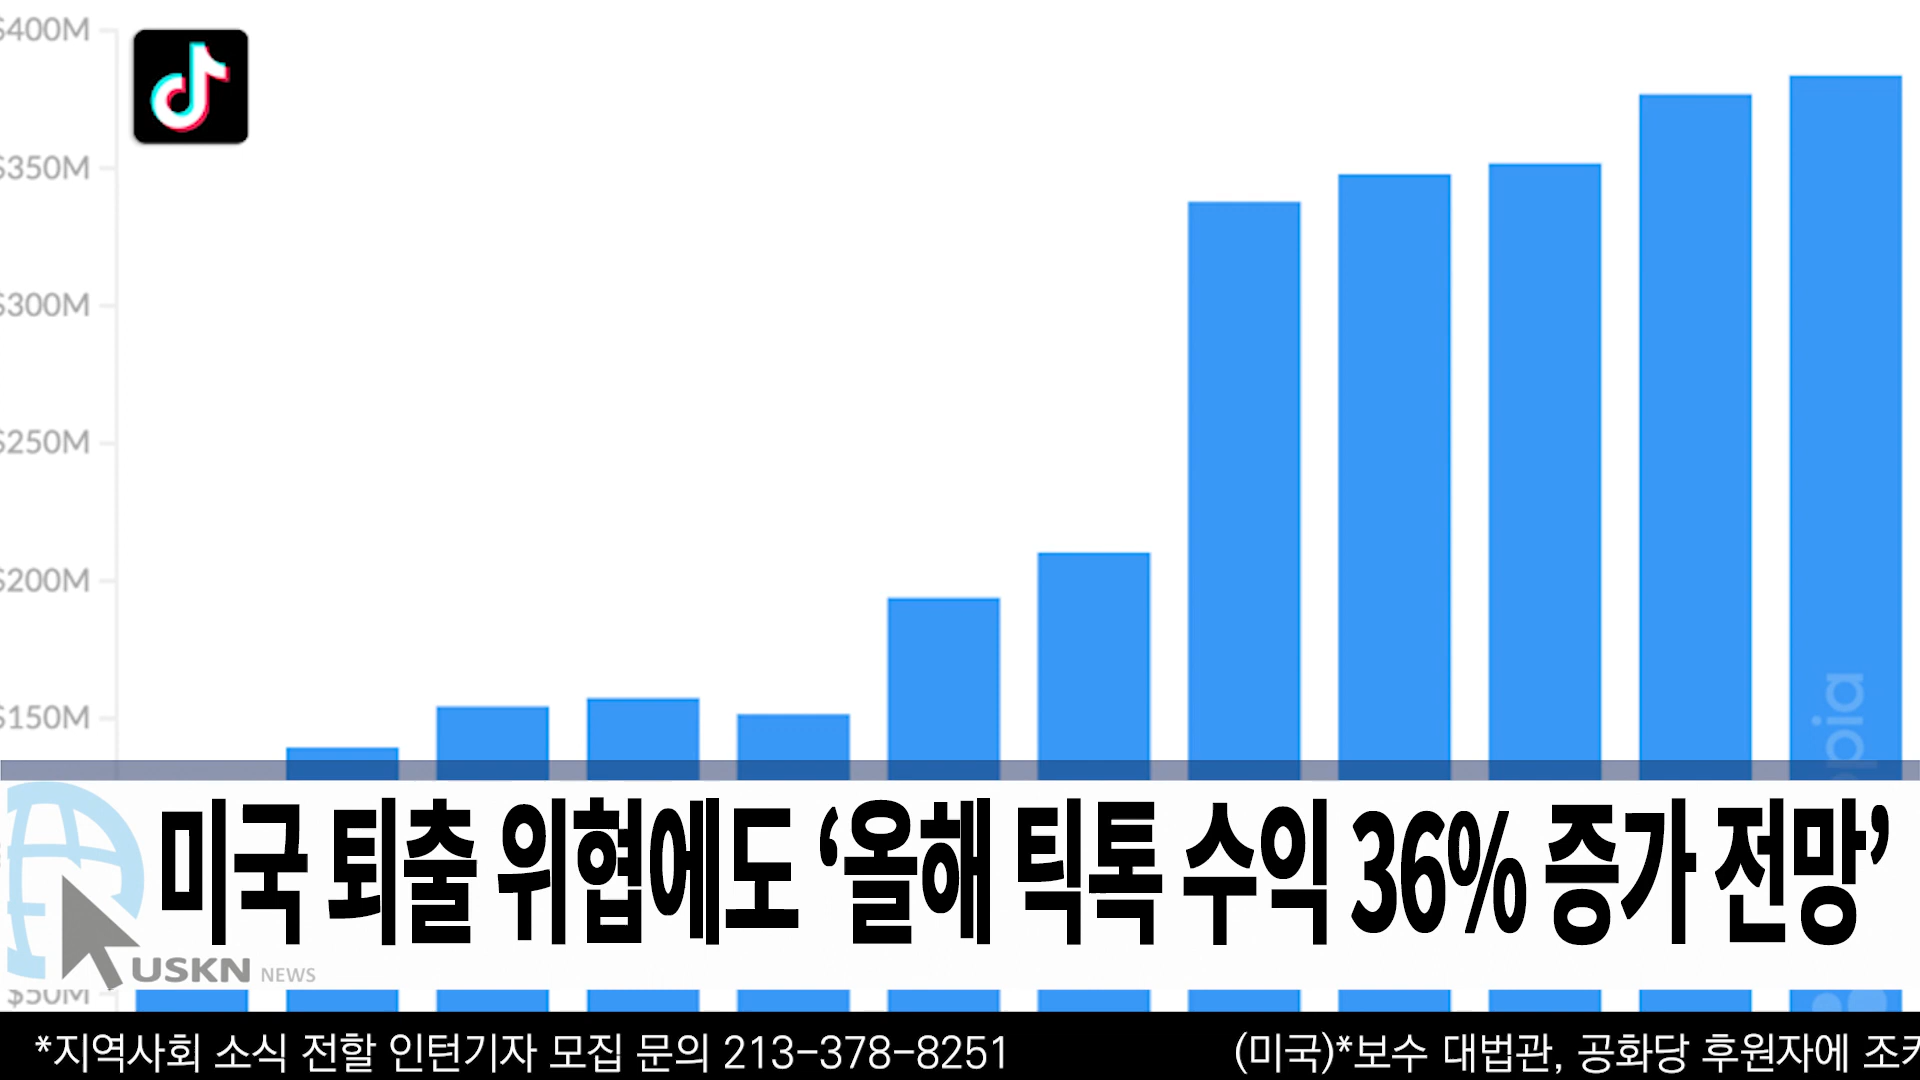 $400M
$350M
$300M
$250M
$200M
$150M
pia
미국 퇴출 위협에도 ‘올해 틱톡 수익 36% 증가 전망’
USKN NEWS
$50M
*지역사회 소식 전할 인턴기자 모집 문의 213-378-8251
(미국)*보수 대법관, 공화당 후원자에